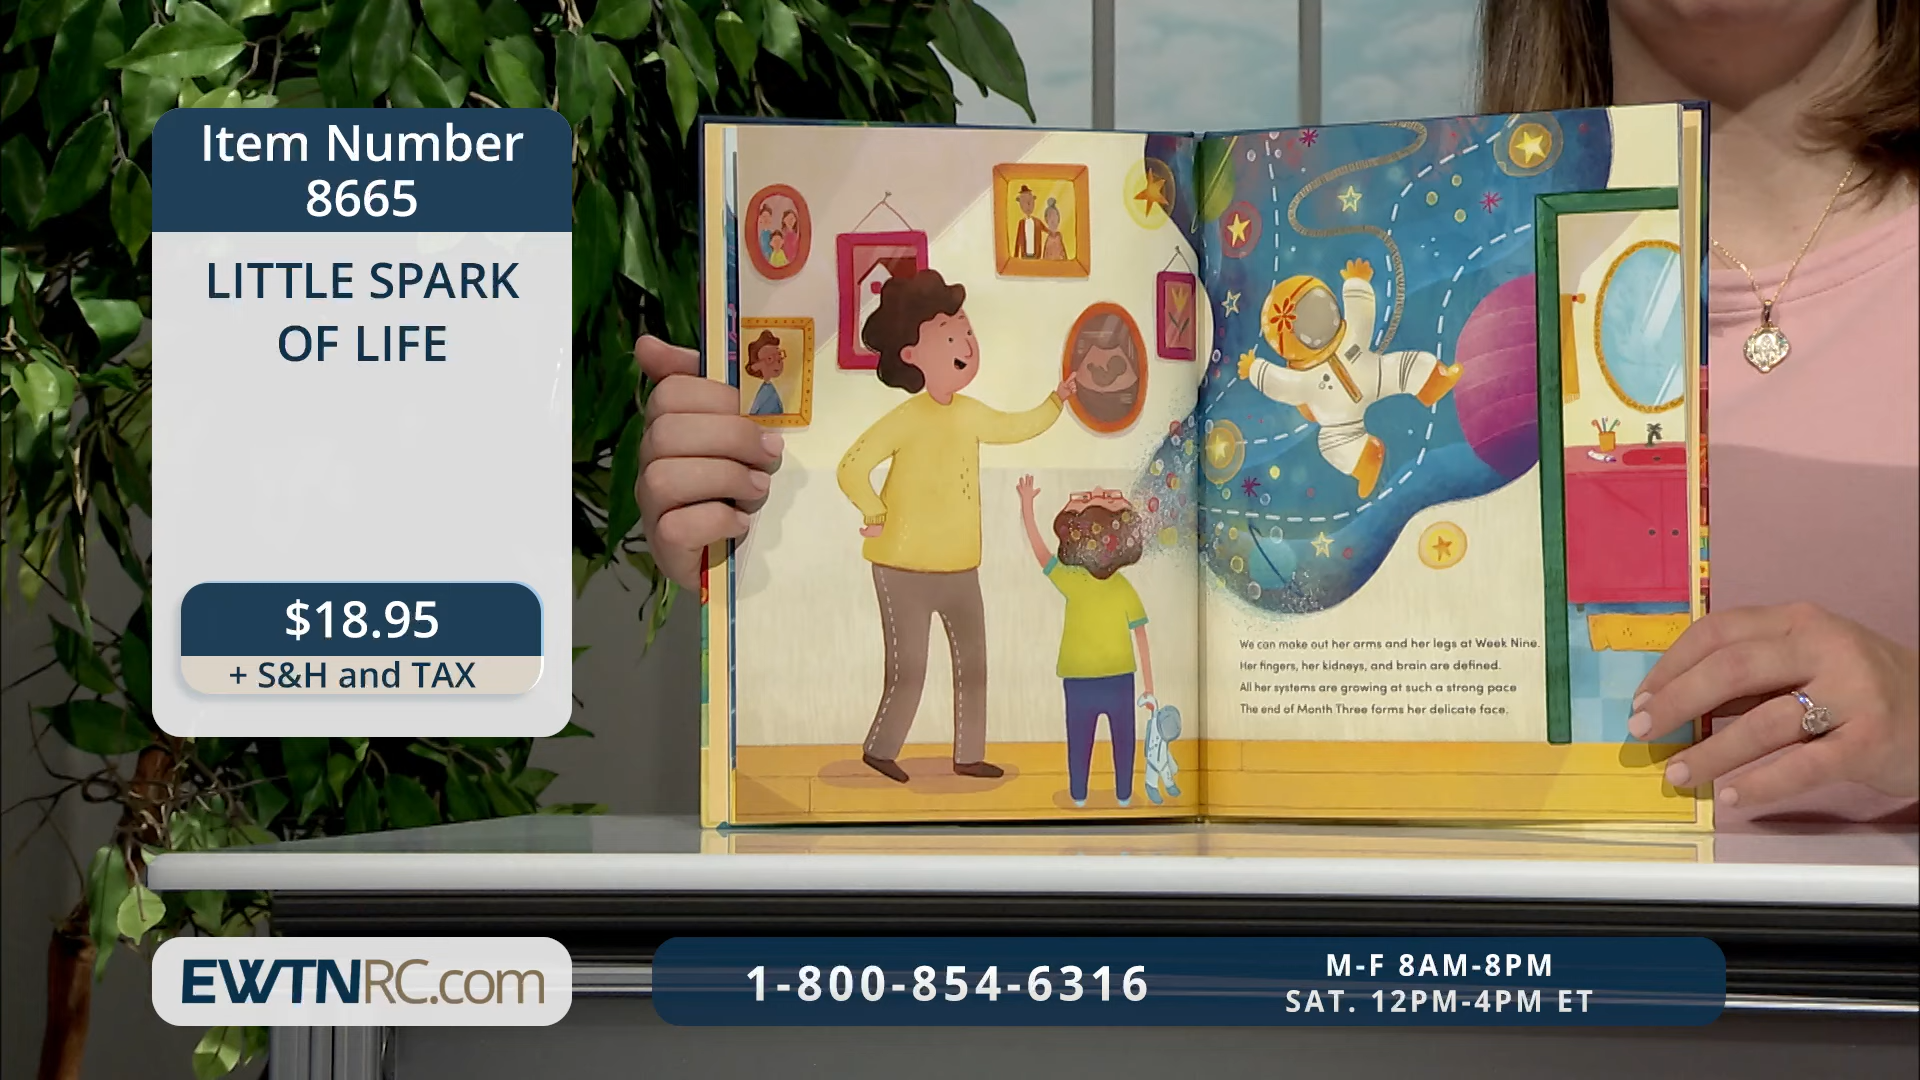 Item Number
8665
LITTLE SPARK
OF LIFE
$18.95
+ S&H and TAX
We can make out her arms and her legs at Week Nine.
Her fingers, her kidneys, and brain are defined.
All her systems are growing at such a strong pace
The end of Month Three forms her delicate face.
EWTNRC.com
1-800-854-6316
M-F 8AM-8PM
SAT. 12PM-4PM ET